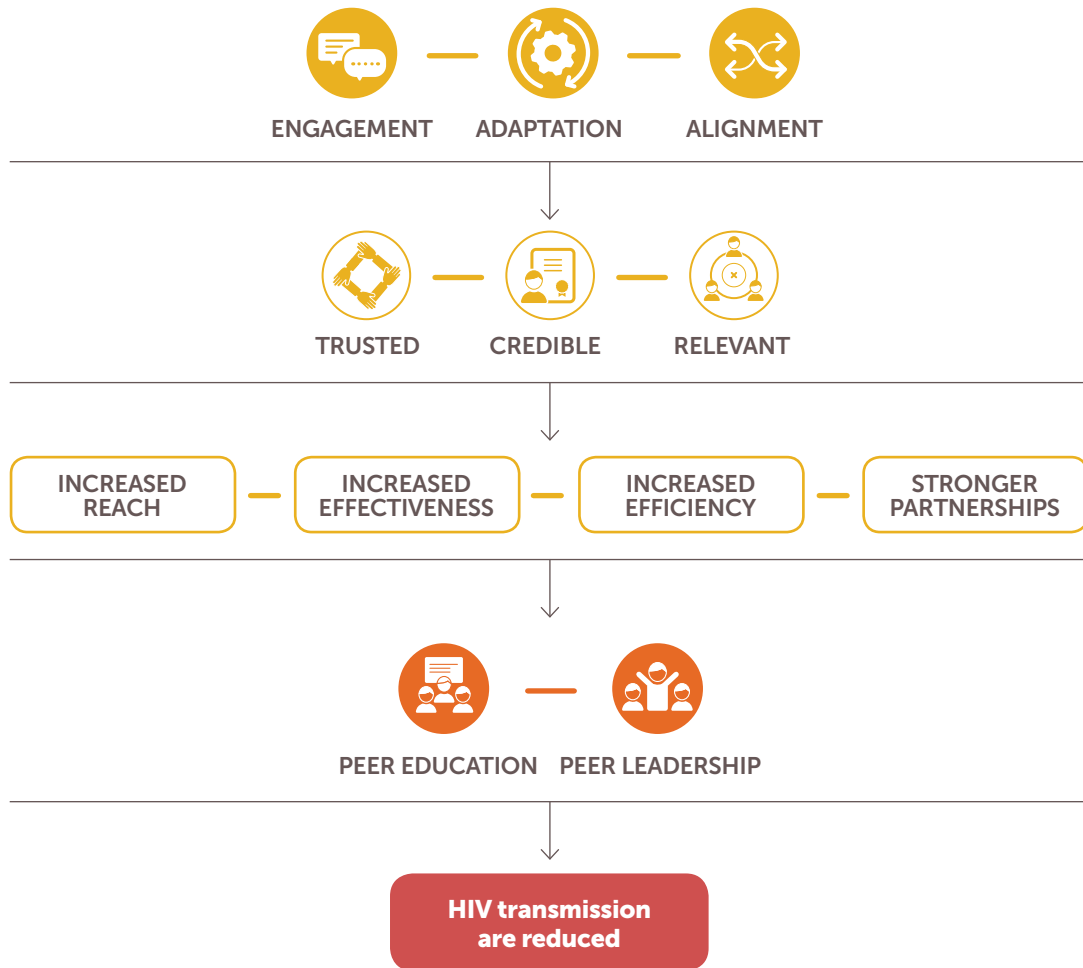 ENGAGEMENT
ADAPTATION
ALIGNMENT
TRUSTED
CREDIBLE
RELEVANT
INCREASED
REACH
INCREASED
EFFECTIVENESS
INCREASED
EFFICIENCY
STRONGER
PARTNERSHIPS
PEER EDUCATION
PEER LEADERSHIP
HIV transmission
are reduced